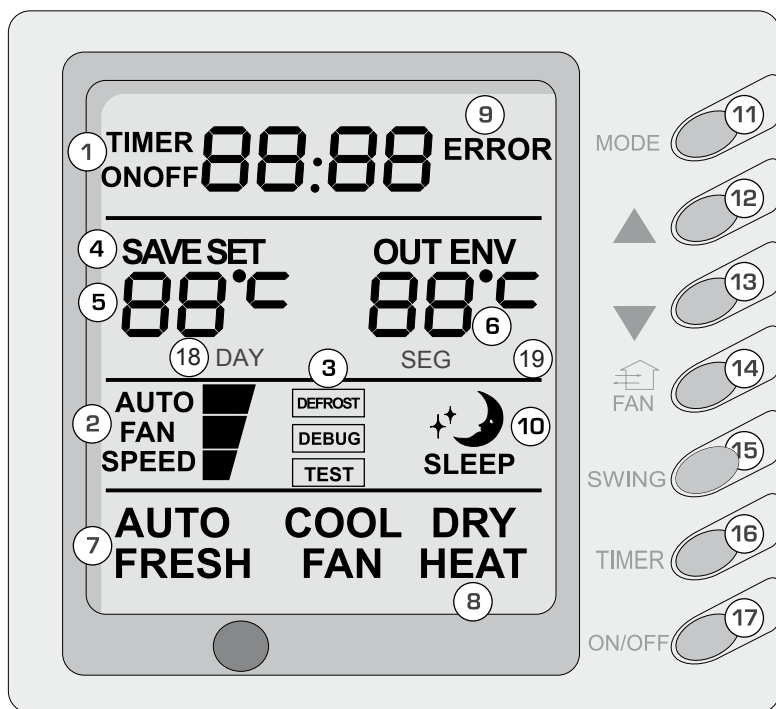 9
11
1 TIMER 88:88 ERROR
ONOFF
MODE
12
4 SAVE SET OUT ENV
5 88°C 88°C
6
13
18 DAY SEG 19
3
14
FAN
AUTO DEFROST
2 FAN DEBUG 10
SPEED TEST SLEEP
15
SWING
7 AUTO COOL DRY
FRESH FAN HEAT
8
16
TIMER
17
ON/OFF